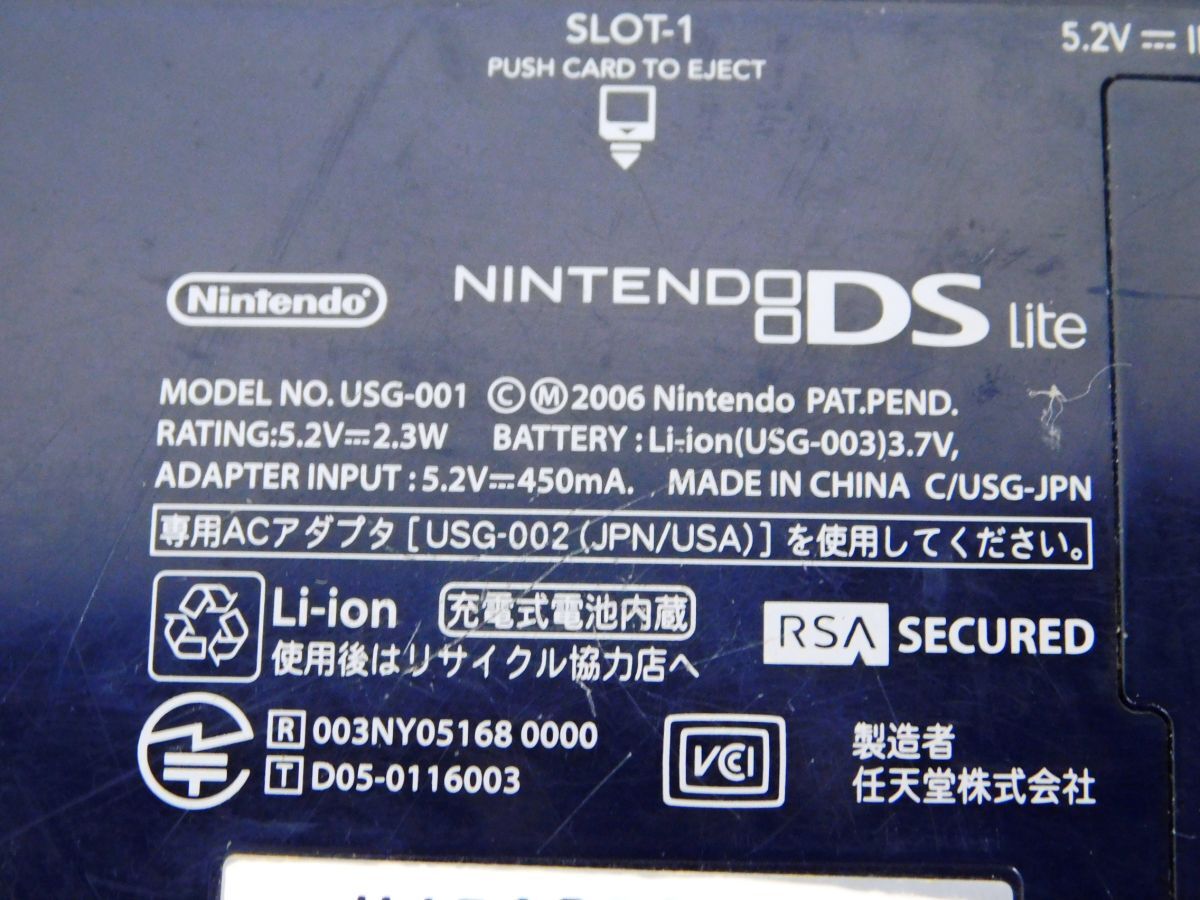 SLOT-1
PUSH CARD TO EJECT
5.2V ⎓
Nintendo®
NINTENDO DS Lite
MODEL NO. USG-001 Ⓒ Ⓜ 2006 Nintendo PAT.PEND.
RATING:5.2V⎓2.3W BATTERY : Li-ion(USG-003)3.7V,
ADAPTER INPUT : 5.2V⎓450mA. MADE IN CHINA C/USG-JPN
専用ACアダプタ [USG-002 (JPN/USA)] を使用してください。
Li-ion 充電式電池内蔵
使用後はリサイクル協力店へ
RSA SECURED
R 003NY05168 0000
T D05-0116003
VCCI
製造者
任天堂株式会社